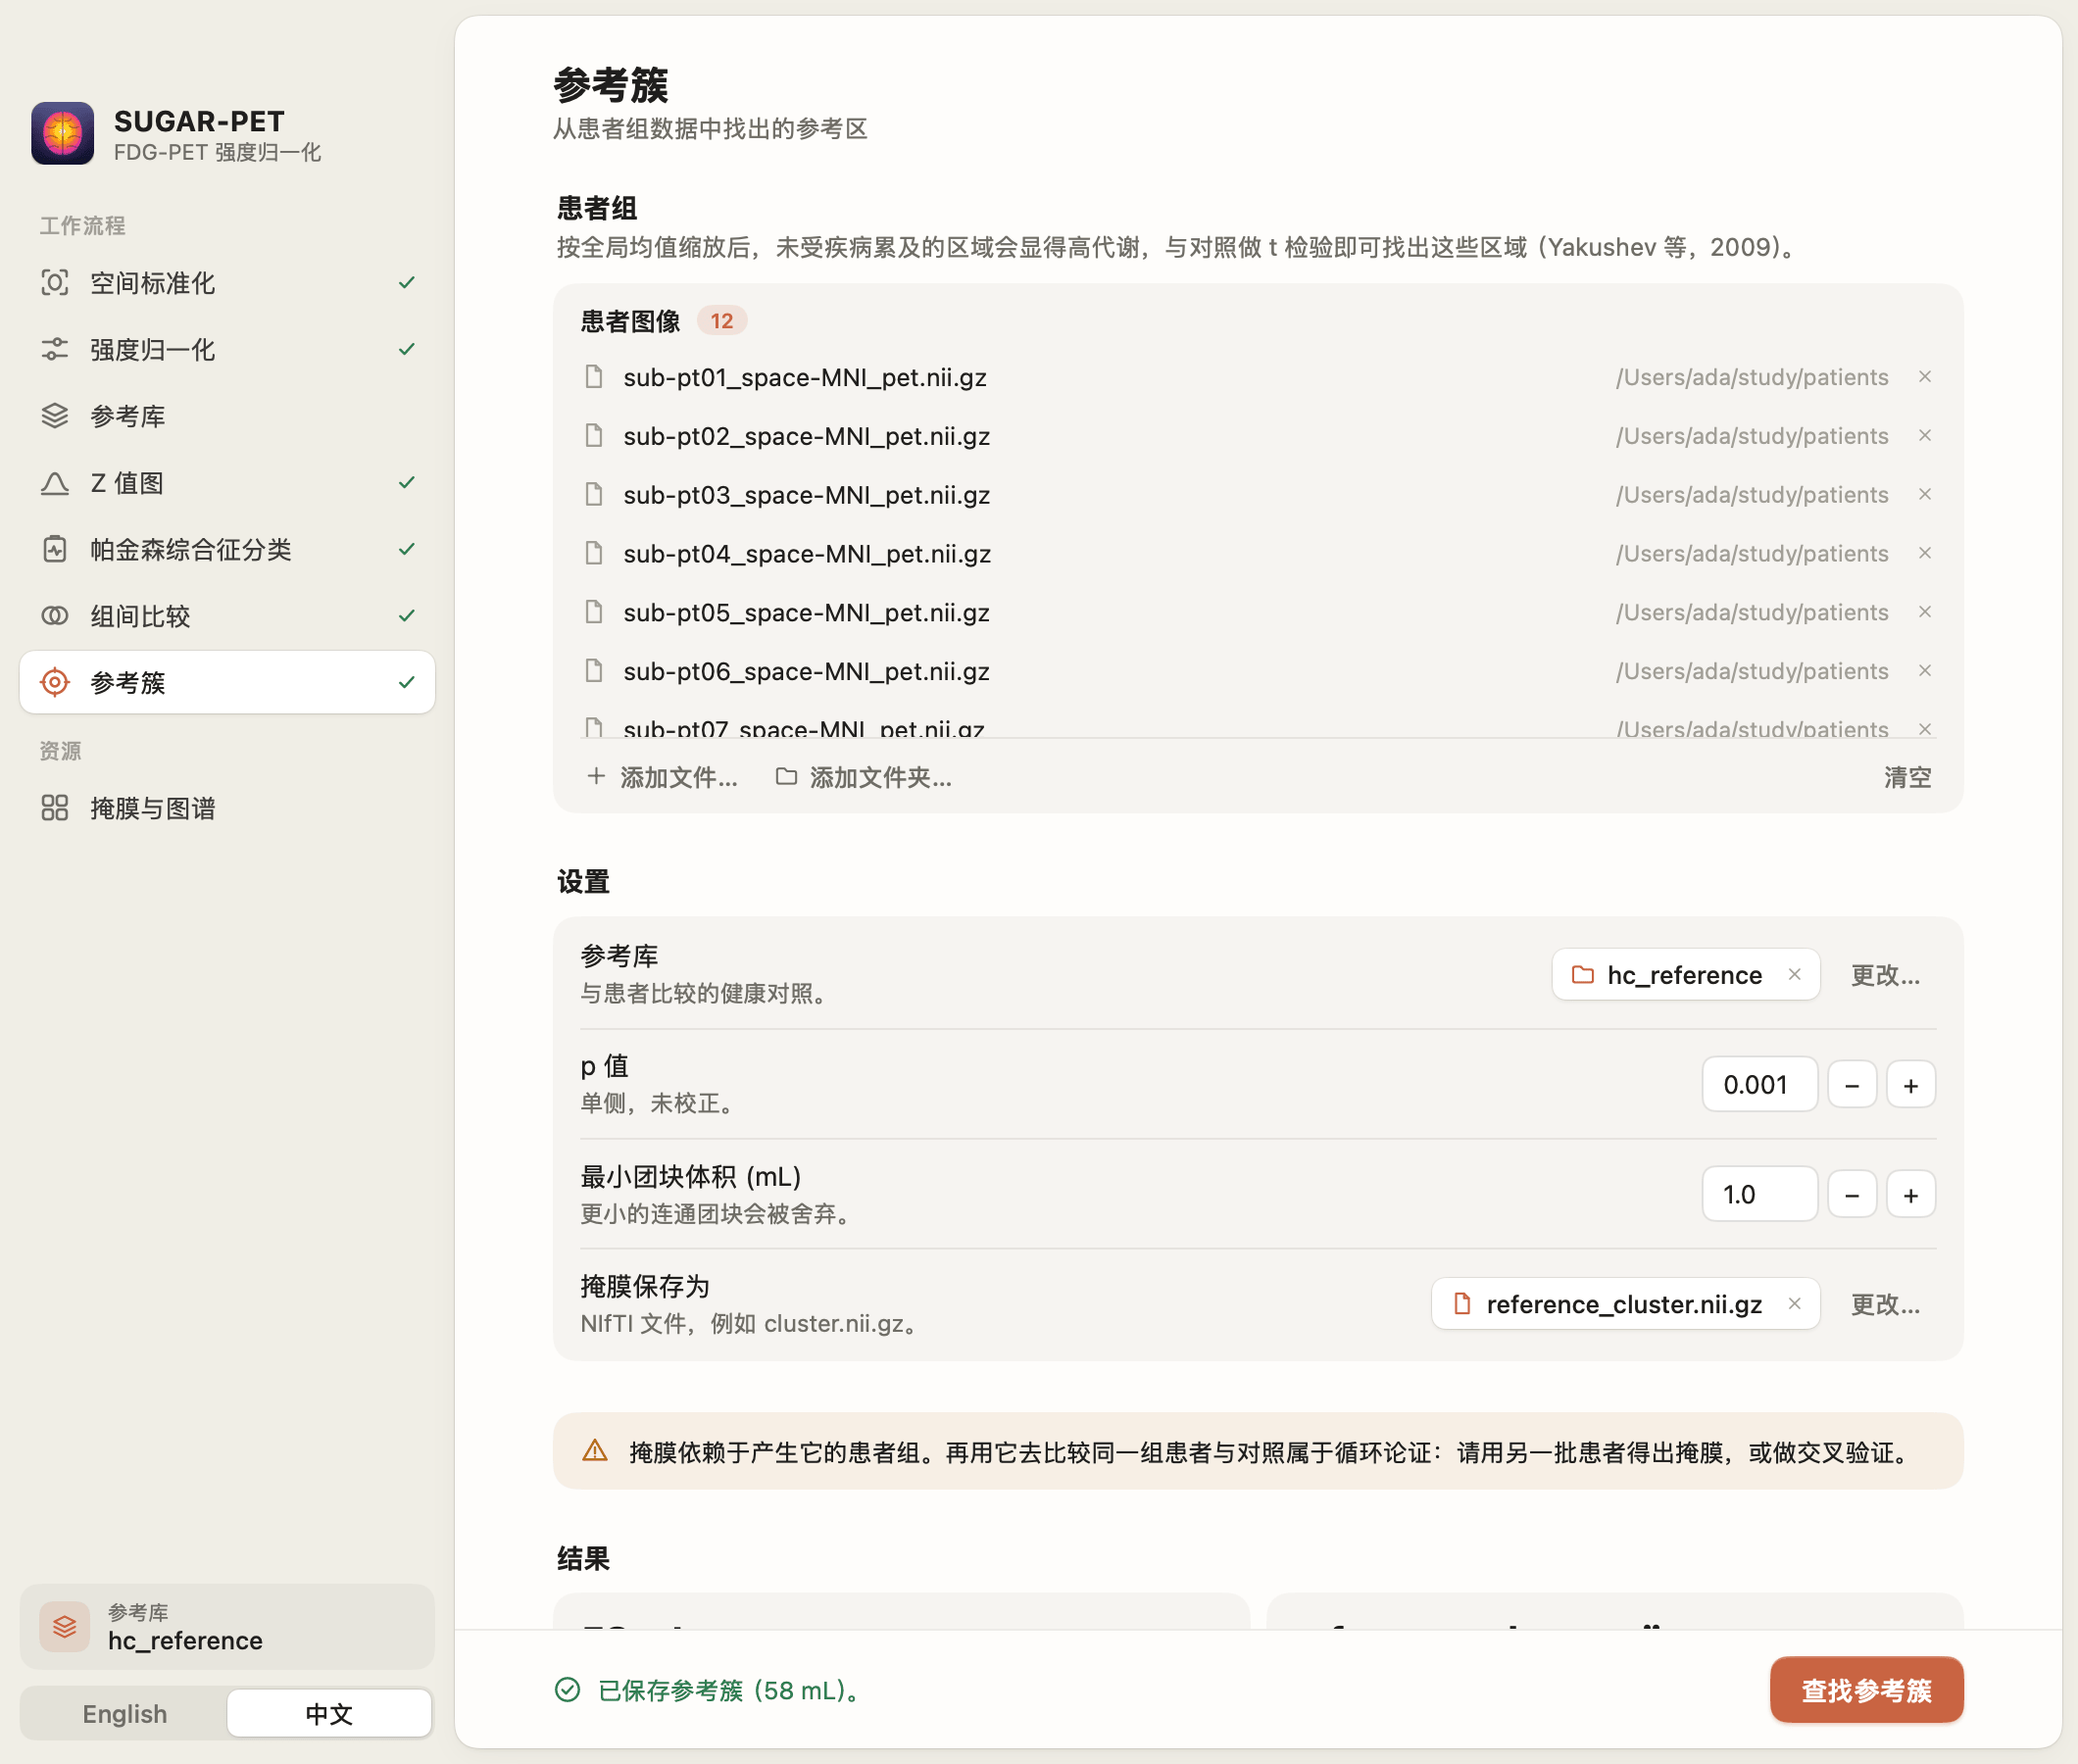 SUGAR-PET
FDG-PET 强度归一化
工作流程
空间标准化
强度归一化
参考库
Z 值图
帕金森综合征分类
组间比较
参考簇
资源
掩膜与图谱
参考库
hc_reference
English
中文
参考簇
从患者组数据中找出的参考区
患者组
按全局均值缩放后，未受疾病累及的区域会显得高代谢，与对照做 t 检验即可找出这些区域（Yakushev 等，2009）。
患者图像 12
sub-pt01_space-MNI_pet.nii.gz /Users/ada/study/patients ×
sub-pt02_space-MNI_pet.nii.gz /Users/ada/study/patients ×
sub-pt03_space-MNI_pet.nii.gz /Users/ada/study/patients ×
sub-pt04_space-MNI_pet.nii.gz /Users/ada/study/patients ×
sub-pt05_space-MNI_pet.nii.gz /Users/ada/study/patients ×
sub-pt06_space-MNI_pet.nii.gz /Users/ada/study/patients ×
sub-pt07_space-MNI_pet.nii.gz /Users/ada/study/patients ×
+ 添加文件... 添加文件夹... 清空
设置
参考库
与患者比较的健康对照。
hc_reference × 更改...
p 值
单侧，未校正。
0.001 − +
最小团块体积 (mL)
更小的连通团块会被舍弃。
1.0 − +
掩膜保存为
NIfTI 文件，例如 cluster.nii.gz。
reference_cluster.nii.gz × 更改...
掩膜依赖于产生它的患者组。再用它去比较同一组患者与对照属于循环论证：请用另一批患者得出掩膜，或做交叉验证。
结果
已保存参考簇（58 mL）。
查找参考簇